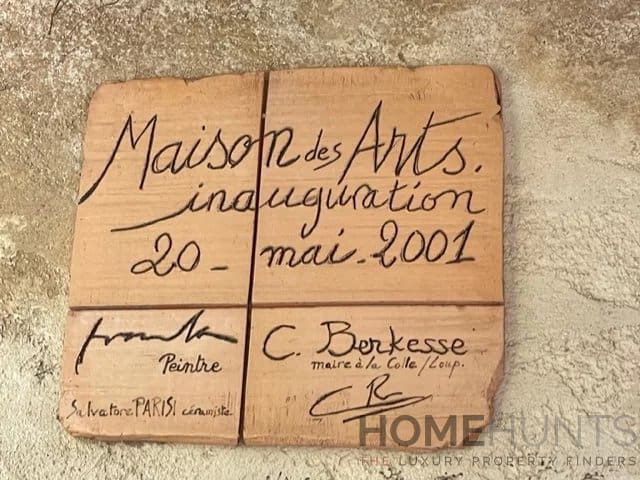 Maison des Arts.
inauguration
20 - mai. 2001
Peintre
Salvatore PARISI céramiste
C. Berkesse
maire à la Colle/Loup.
HOMEHUNTS
THE LUXURY PROPERTY FINDERS